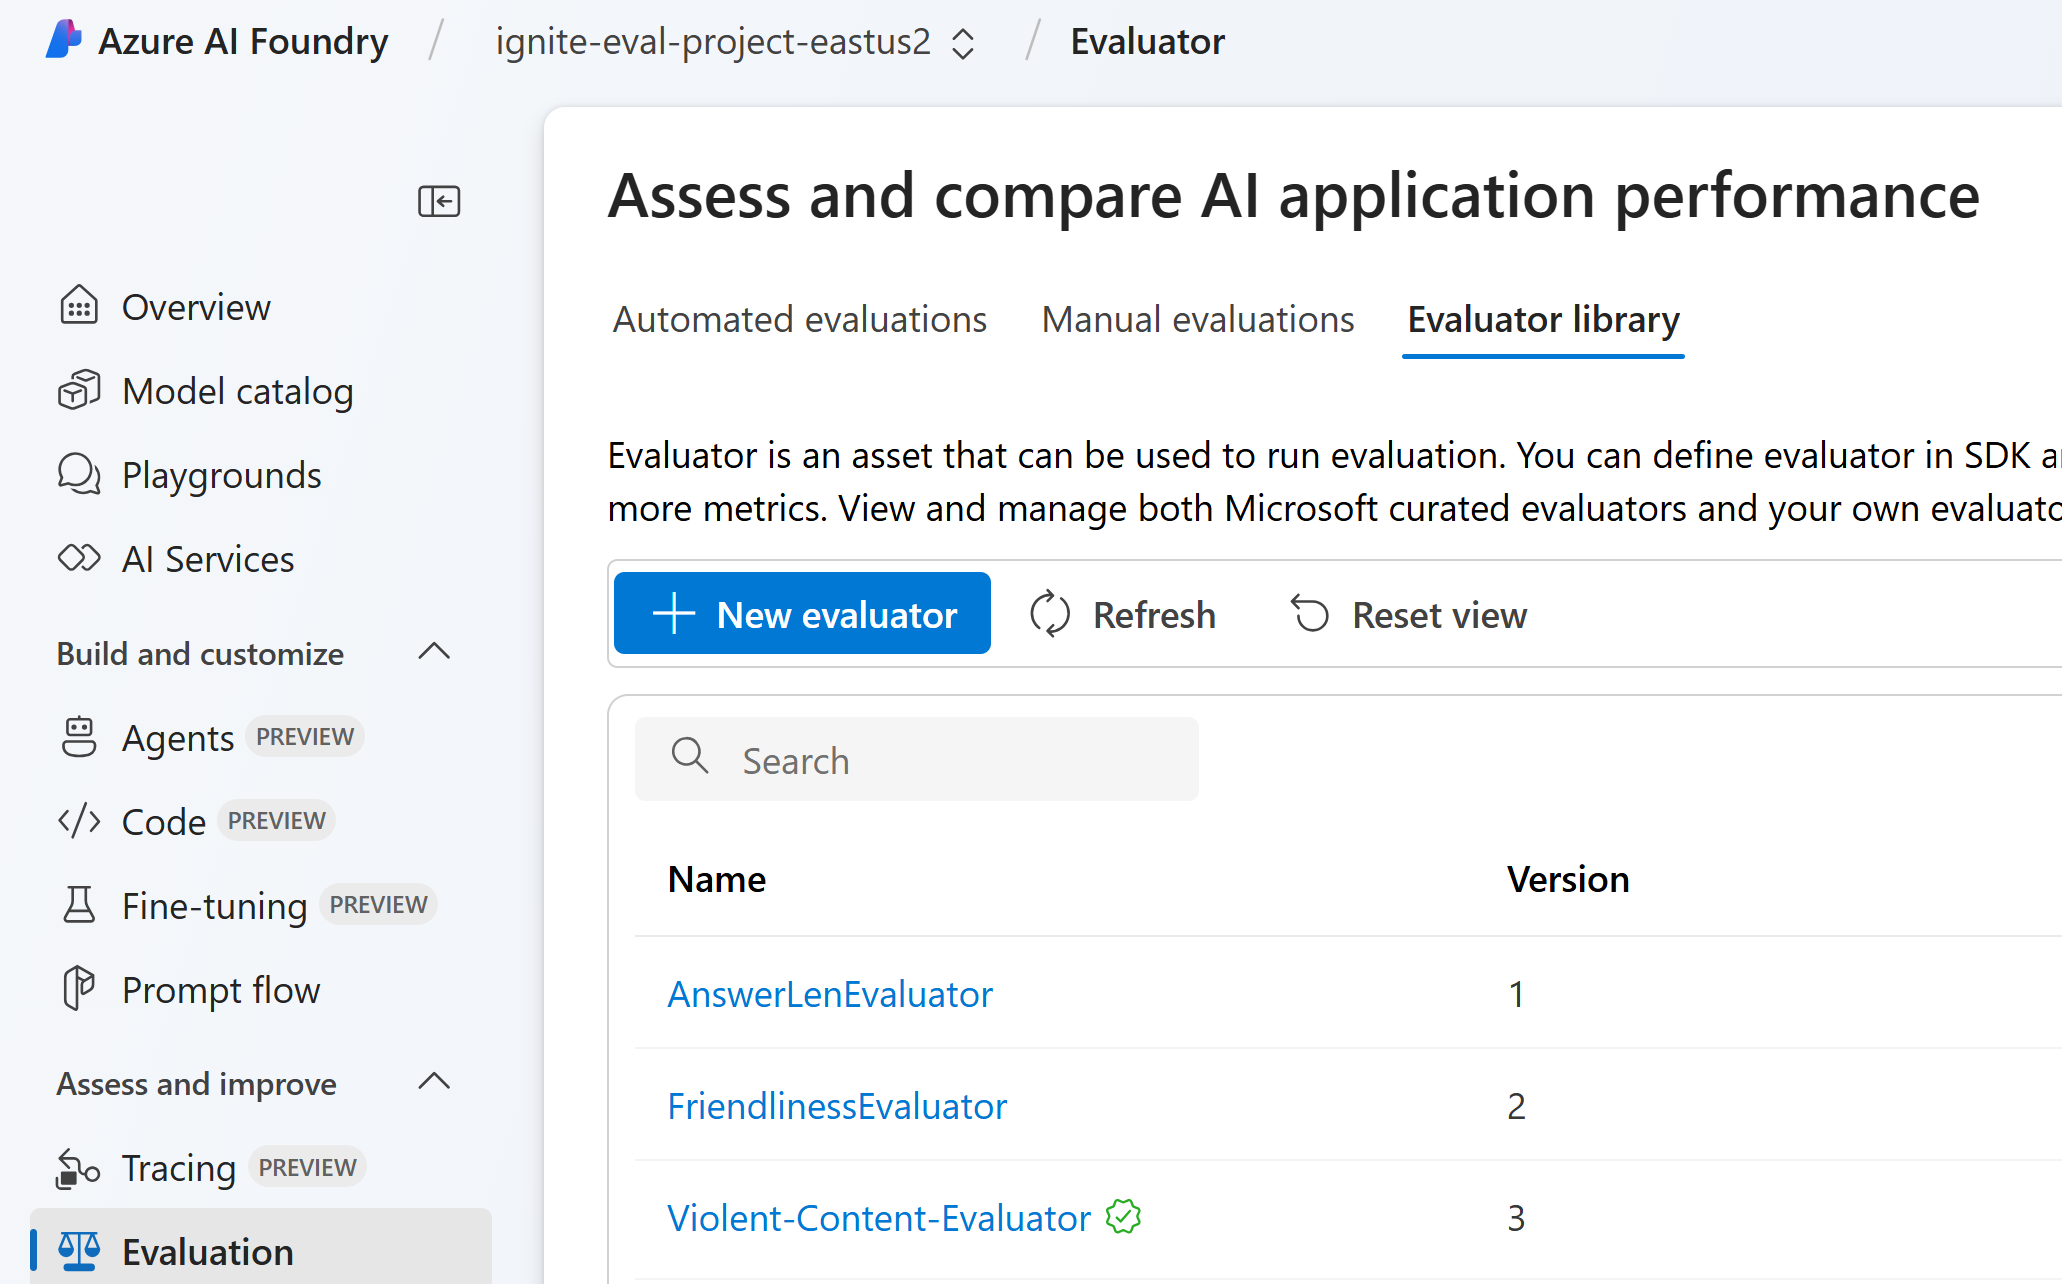 Azure AI Foundry / ignite-eval-project-eastus2 / Evaluator
Overview
Model catalog
Playgrounds
AI Services
Build and customize
Agents PREVIEW
Code PREVIEW
Fine-tuning PREVIEW
Prompt flow
Assess and improve
Tracing PREVIEW
Evaluation
Assess and compare AI application performance
Automated evaluations Manual evaluations Evaluator library
Evaluator is an asset that can be used to run evaluation. You can define evaluator in SDK
more metrics. View and manage both Microsoft curated evaluators and your own
New evaluator Refresh Reset view
Search
Name Version
AnswerLenEvaluator 1
FriendlinessEvaluator 2
Violent-Content-Evaluator 3